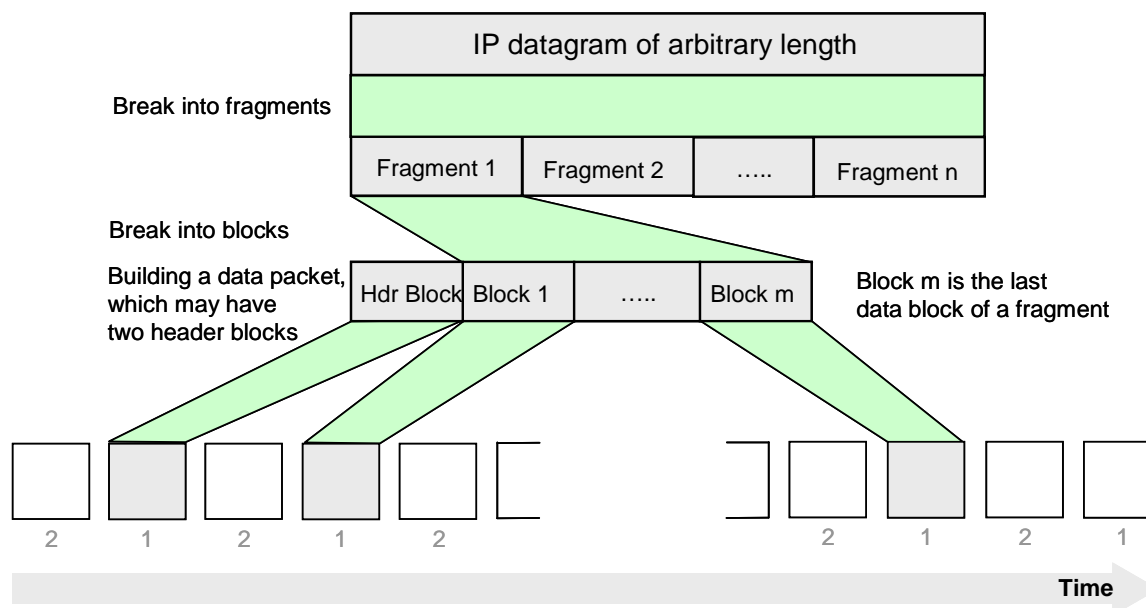 IP datagram of arbitrary length
Break into fragments
Fragment 1
Fragment 2
.....
Fragment n
Break into blocks
Building a data packet,
which may have
two header blocks
Hdr Block
Block 1
.....
Block m
Block m is the last
data block of a fragment
2
1
2
1
2
2
1
2
1
Time